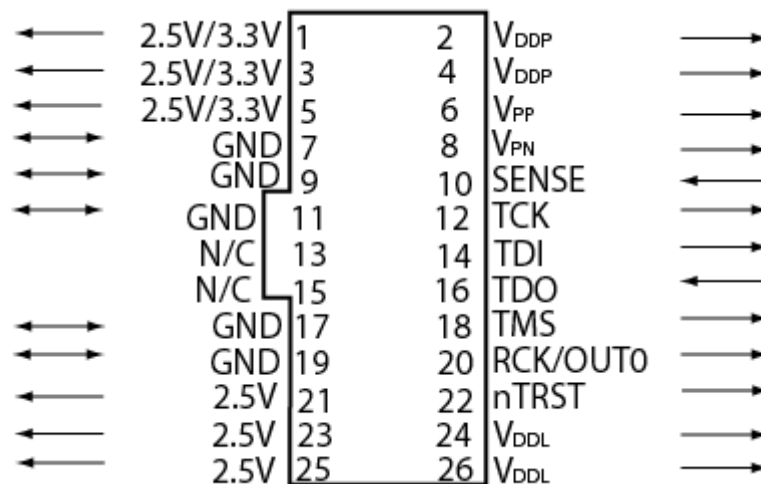 2.5V/3.3V 1 2 VDDP
2.5V/3.3V 3 4 VDDP
2.5V/3.3V 5 6 VPP
GND 7 8 VPN
GND 9 10 SENSE
GND 11 12 TCK
N/C 13 14 TDI
N/C 15 16 TDO
GND 17 18 TMS
GND 19 20 RCK/OUT0
2.5V 21 22 nTRST
2.5V 23 24 VDDL
2.5V 25 26 VDDL